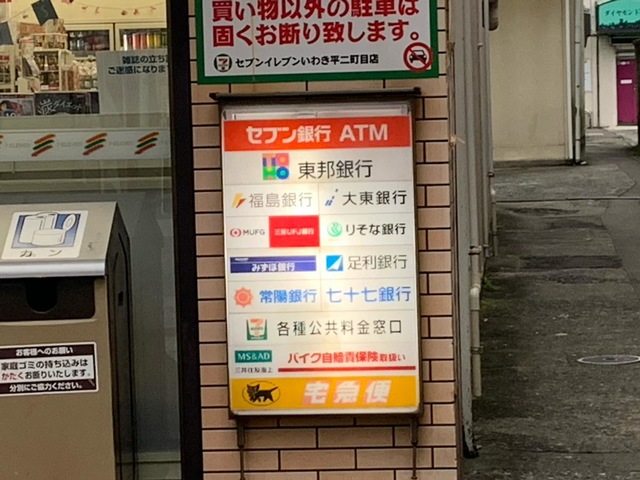 買い物以外の駐車は
固くお断り致します。
セブンイレブンいわき平二町目店
雑誌の立ち
ご迷惑になります
ダイヤモンド
セブン銀行 ATM
東邦銀行
福島銀行 大東銀行
MUFG 三菱UFJ銀行 りそな銀行
みずほ銀行 足利銀行
常陽銀行 七十七銀行
各種公共料金窓口
MS&AD
三井住友海上
バイク自賠責保険取扱い
宅急便
カン
お客様へのお願い
家庭ゴミの持ち込みは
かたくお断りいたします。
分別にご協力ください。